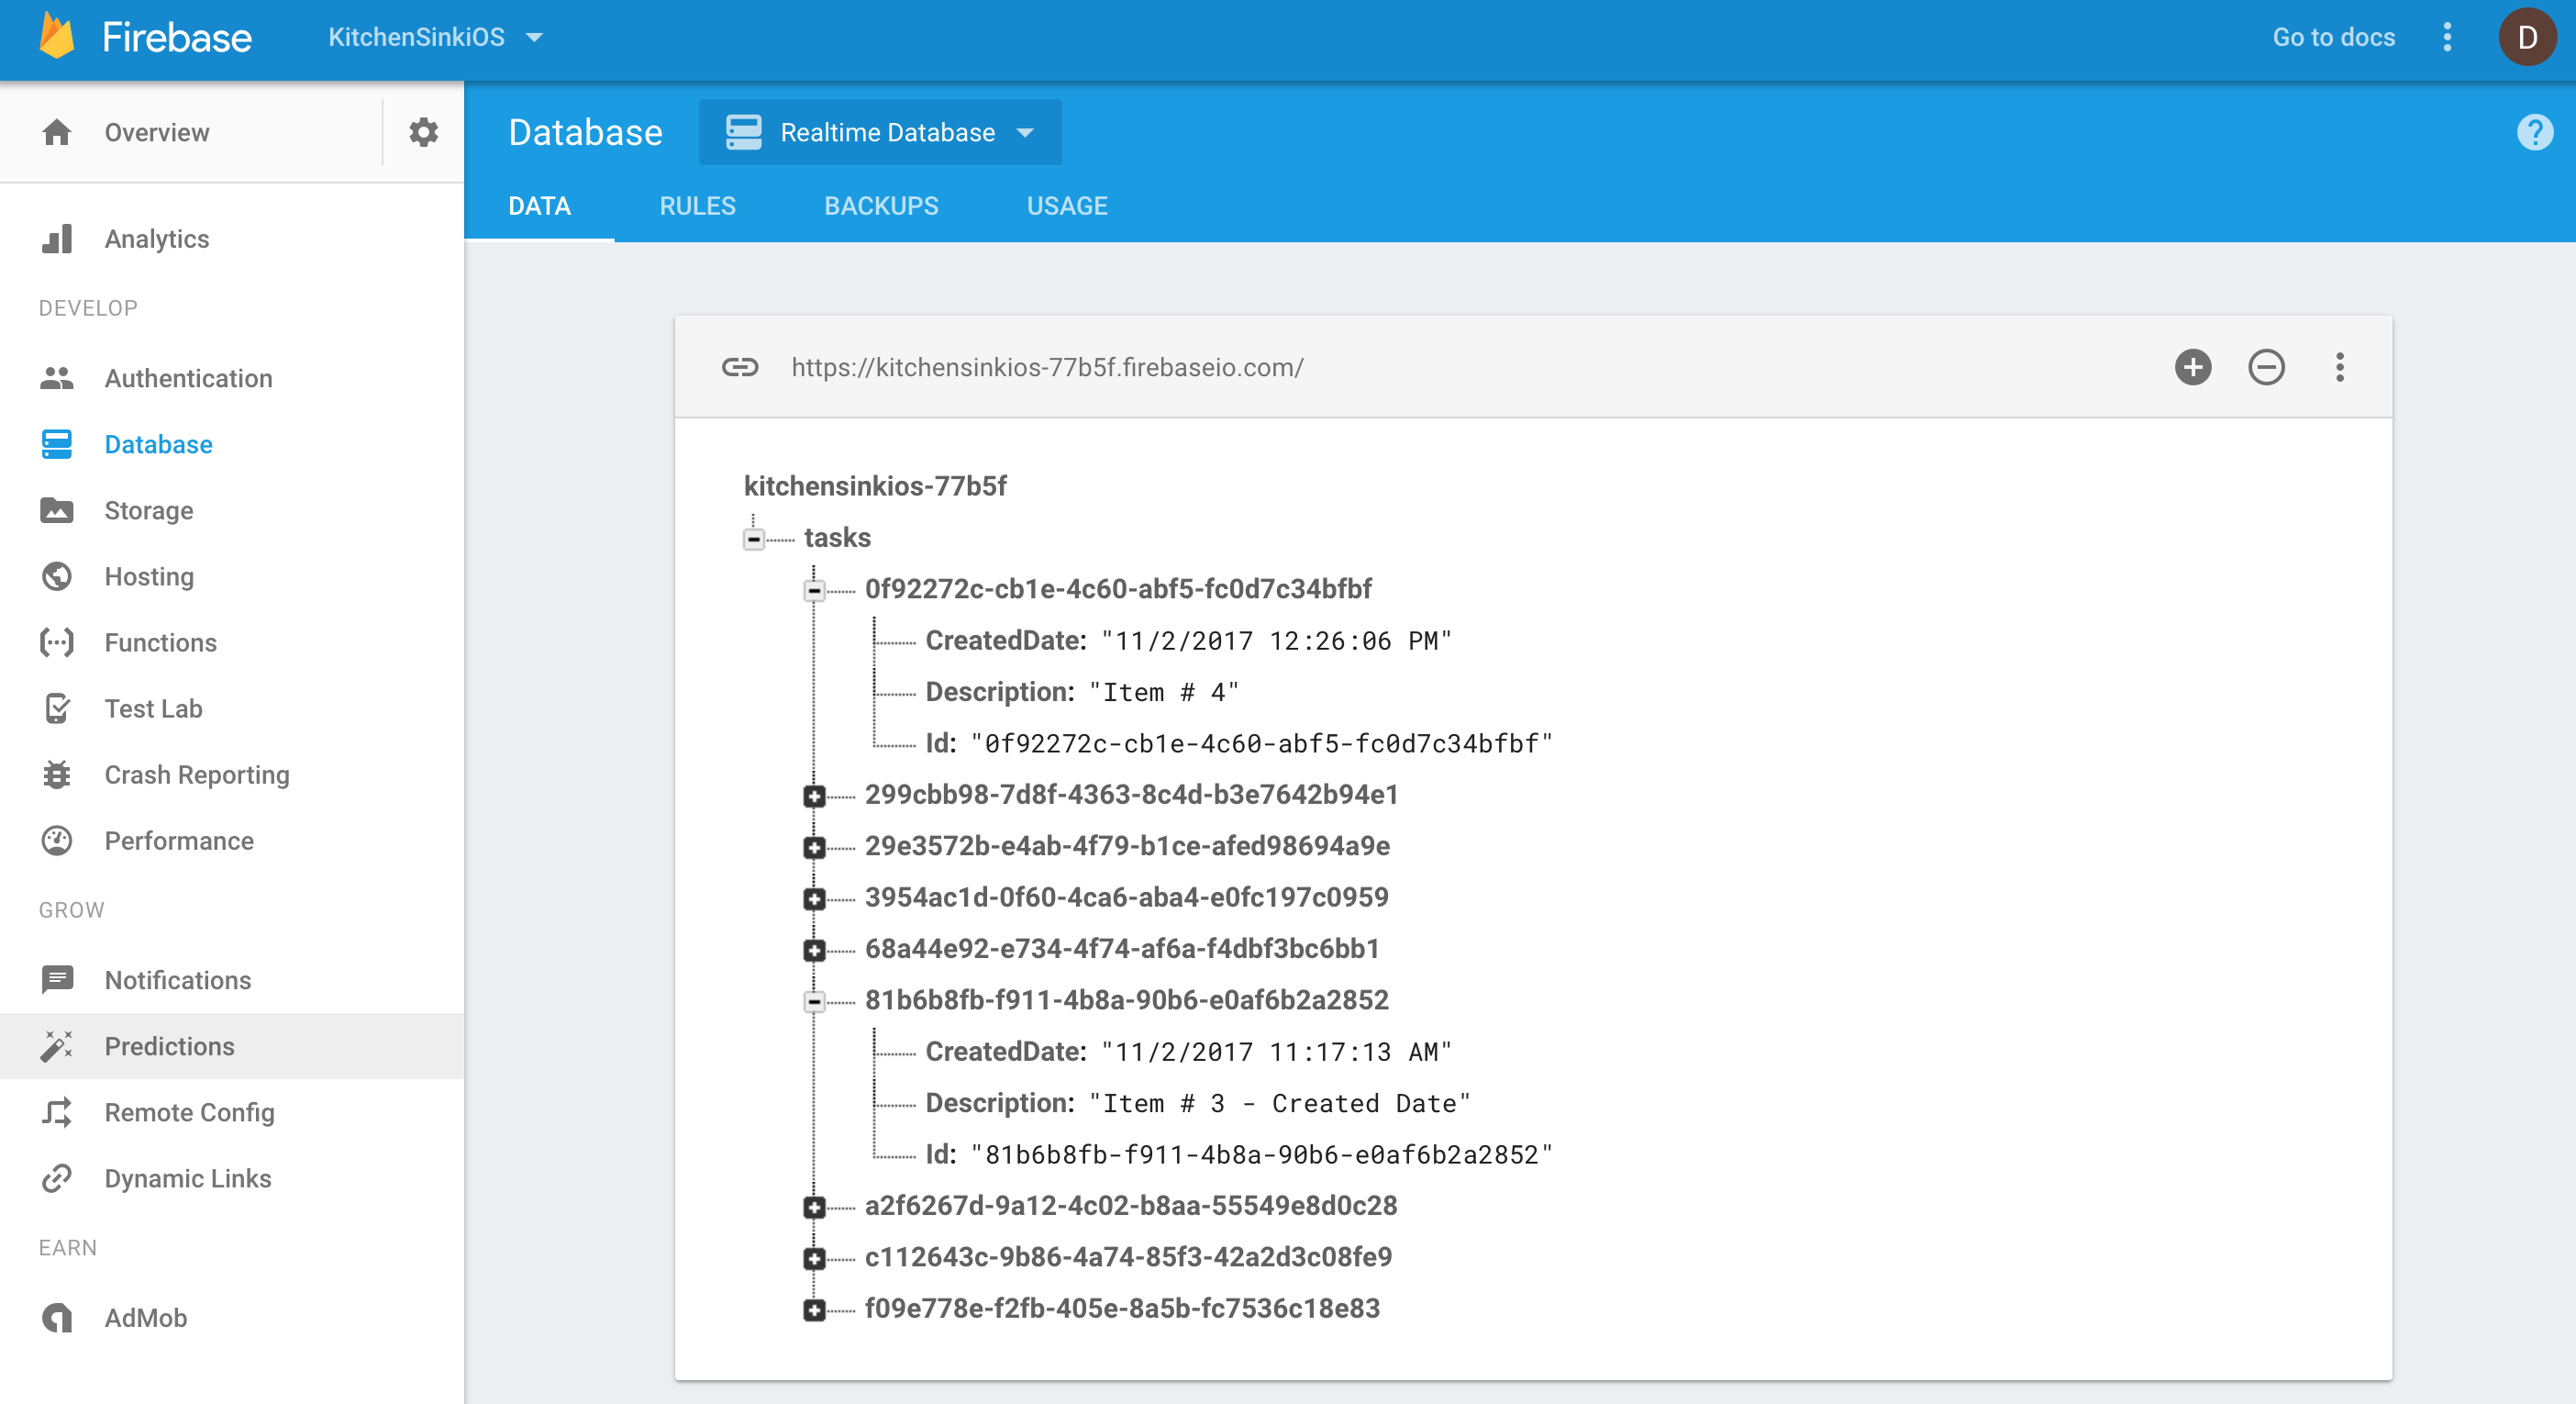 Firebase
KitchenSinkiOS
Go to docs
D
Overview
Database
Realtime Database
?
DATA
RULES
BACKUPS
USAGE
Analytics
DEVELOP
Authentication
Database
Storage
Hosting
Functions
Test Lab
Crash Reporting
Performance
GROW
Notifications
Predictions
Remote Config
Dynamic Links
EARN
AdMob
https://kitchensinkios-77b5f.firebaseio.com/
kitchensinkios-77b5f
tasks
0f92272c-cb1e-4c60-abf5-fc0d7c34bfbf
CreatedDate: "11/2/2017 12:26:06 PM"
Description: "Item # 4"
Id: "0f92272c-cb1e-4c60-abf5-fc0d7c34bfbf"
299cbb98-7d8f-4363-8c4d-b3e7642b94e1
29e3572b-e4ab-4f79-b1ce-afed98694a9e
3954ac1d-0f60-4ca6-aba4-e0fc197c0959
68a44e92-e734-4f74-af6a-f4dbf3bc6bb1
81b6b8fb-f911-4b8a-90b6-e0af6b2a2852
CreatedDate: "11/2/2017 11:17:13 AM"
Description: "Item # 3 - Created Date"
Id: "81b6b8fb-f911-4b8a-90b6-e0af6b2a2852"
a2f6267d-9a12-4c02-b8aa-55549e8d0c28
c112643c-9b86-4a74-85f3-42a2d3c08fe9
f09e778e-f2fb-405e-8a5b-fc7536c18e83